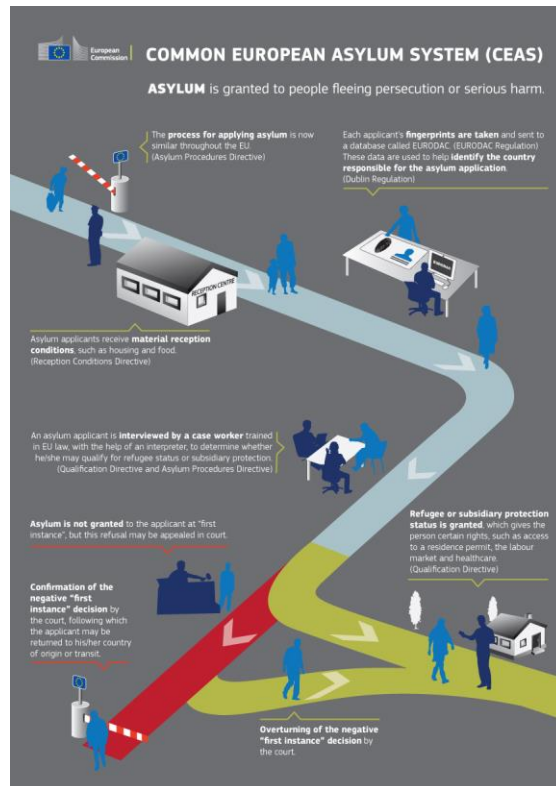 European
Commission
COMMON EUROPEAN ASYLUM SYSTEM (CEAS)
ASYLUM is granted to people fleeing persecution or serious harm.
The process for applying asylum is now
similar throughout the EU.
(Asylum Procedures Directive)
Each applicant's fingerprints are taken and sent to
a database called EURODAC. (EURODAC Regulation)
These data are used to help identify the country
responsible for the asylum application.
(Dublin Regulation)
RECEPTION CENTRE
EURODAC
Asylum applicants receive material reception
conditions, such as housing and food.
(Reception Conditions Directive)
An asylum applicant is interviewed by a case worker trained
in EU law, with the help of an interpreter, to determine whether
he/she may qualify for refugee status or subsidiary protection.
(Qualification Directive and Asylum Procedures Directive)
Asylum is not granted to the applicant at "first
instance", but this refusal may be appealed in court.
Refugee or subsidiary protection
status is granted, which gives the
person certain rights, such as access
to a residence permit, the labour
market and healthcare.
(Qualification Directive)
Confirmation of the
negative "first
instance" decision by
the court, following which
the applicant may be
returned to his/her country
of origin or transit.
Overturning of the negative
"first instance" decision by
the court.